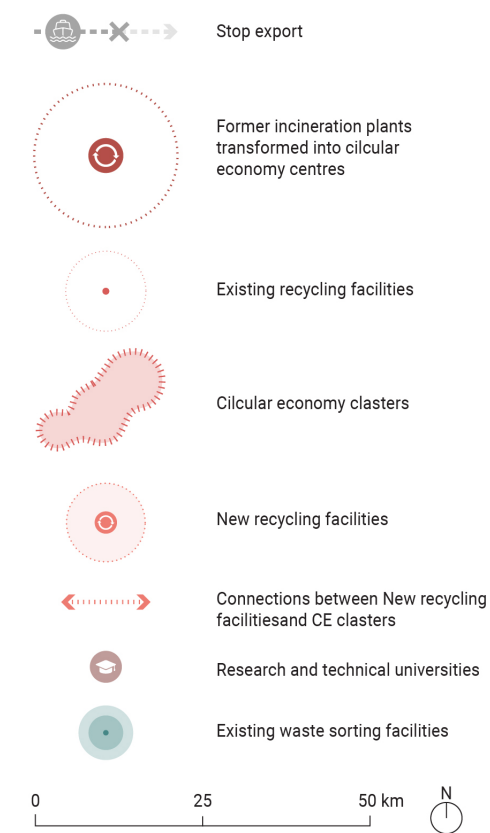 Stop export
Former incineration plants
transformed into cilcular
economy centres
Existing recycling facilities
Cilcular economy clasters
New recycling facilities
Connections between New recycling
facilitiesand CE clasters
Research and technical universities
Existing waste sorting facilities
0 25 50 km N